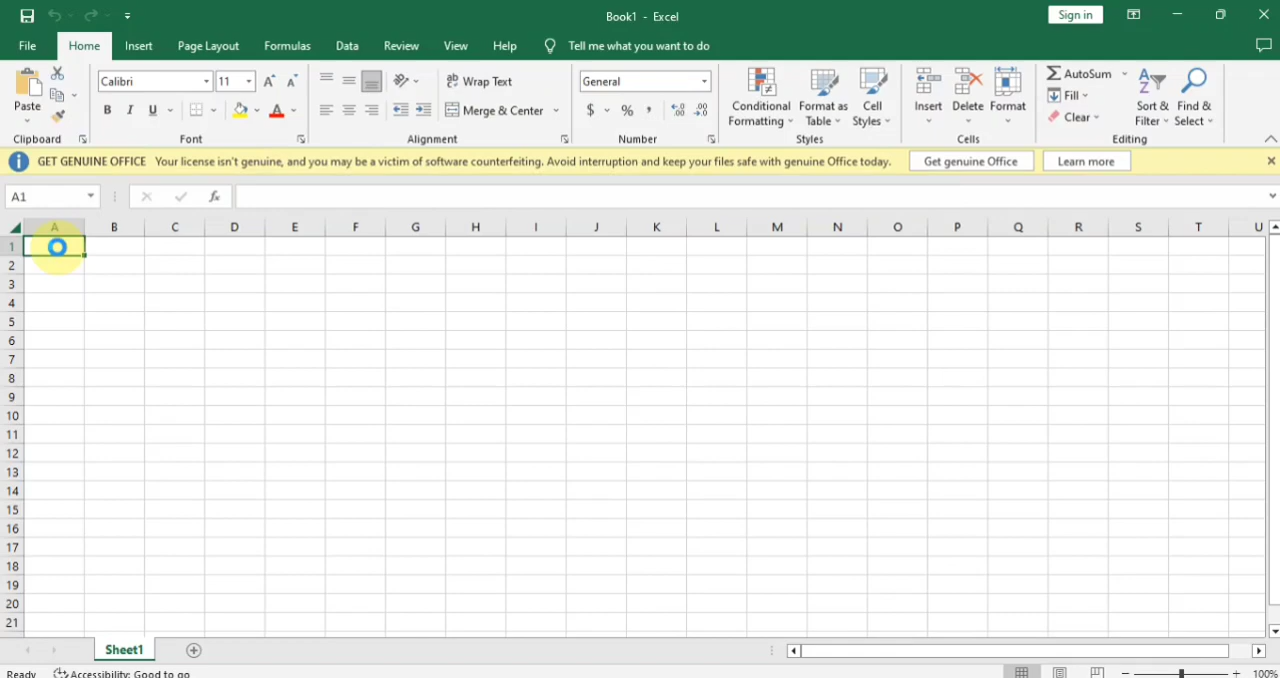 Book1 - Excel
Sign in
File Home Insert Page Layout Formulas Data Review View Help Tell me what you want to do
Calibri 11 Wrap Text General AutoSum
Paste B I U Merge & Center $ % , Conditional Formatting Format as Table Cell Styles Insert Delete Format Fill Clear Sort & Filter Find & Select
Clipboard Font Alignment Number Styles Cells Editing
GET GENUINE OFFICE Your license isn't genuine, and you may be a victim of software counterfeiting. Avoid interruption and keep your files safe with genuine Office today. Get genuine Office Learn more
A1 fx
A B C D E F G H I J K L M N O P Q R S T U
1
2
3
4
5
6
7
8
9
10
11
12
13
14
15
16
17
18
19
20
21
Sheet1
Ready Accessibility: Good to go 100%